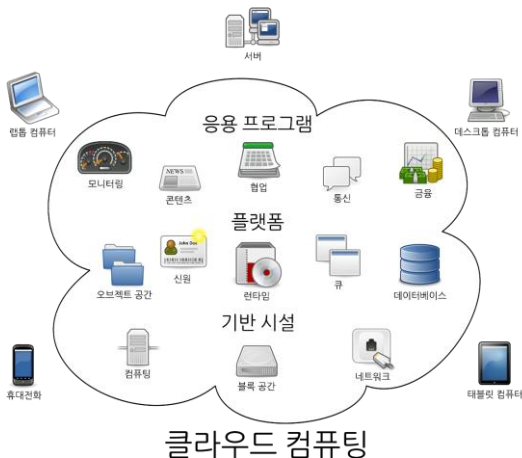 서버
랩톱 컴퓨터
데스크톱 컴퓨터
응용 프로그램
모니터링
NEWS
콘텐츠
협업
통신
금융
플랫폼
John Doe
오브젝트 공간
신원
런타임
큐
데이터베이스
기반 시설
컴퓨팅
블록 공간
네트워크
휴대전화
태블릿 컴퓨터
클라우드 컴퓨팅